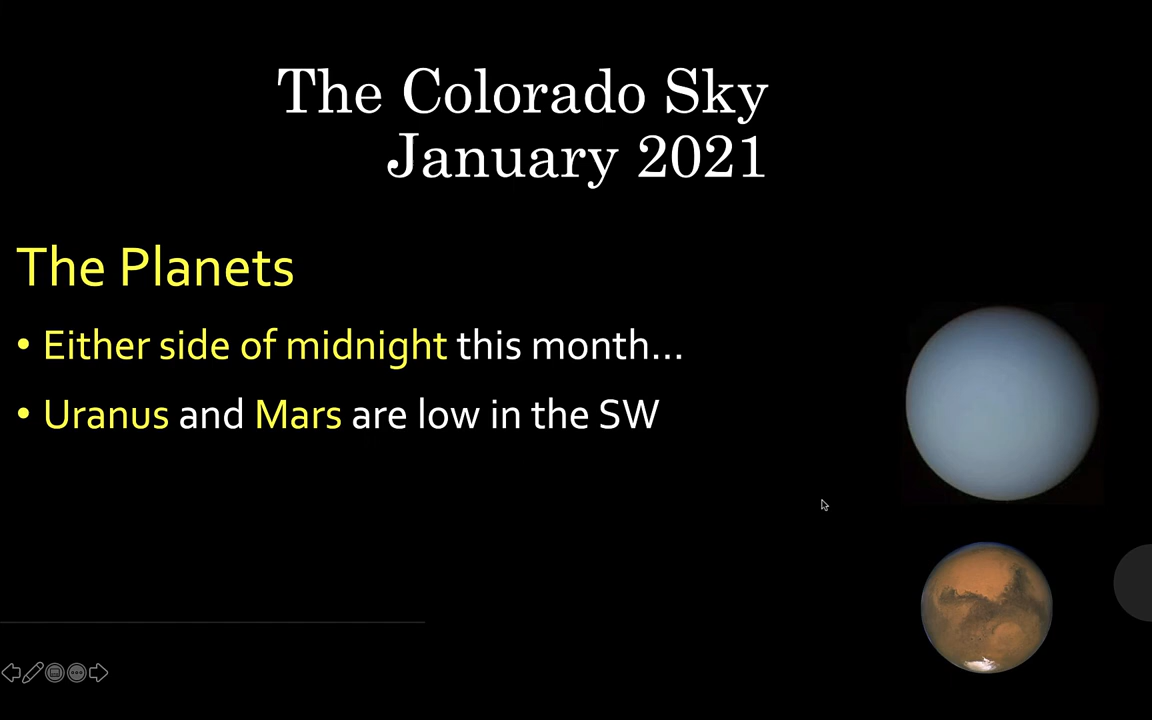 The Colorado Sky
January 2021
The Planets
• Either side of midnight this month...
• Uranus and Mars are low in the SW